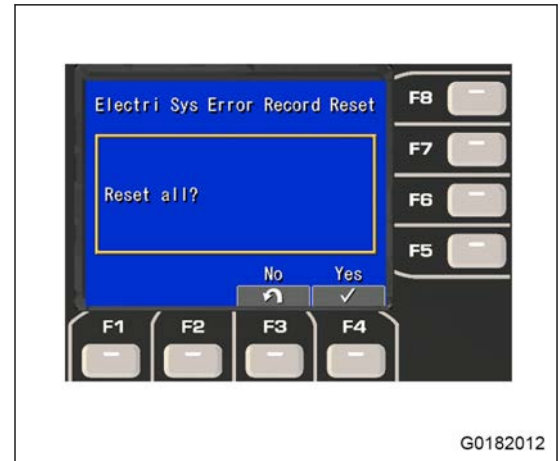 Electri Sys Error Record Reset
Reset all?
No Yes
F8
F7
F6
F5
F1 F2 F3 F4
G0182012